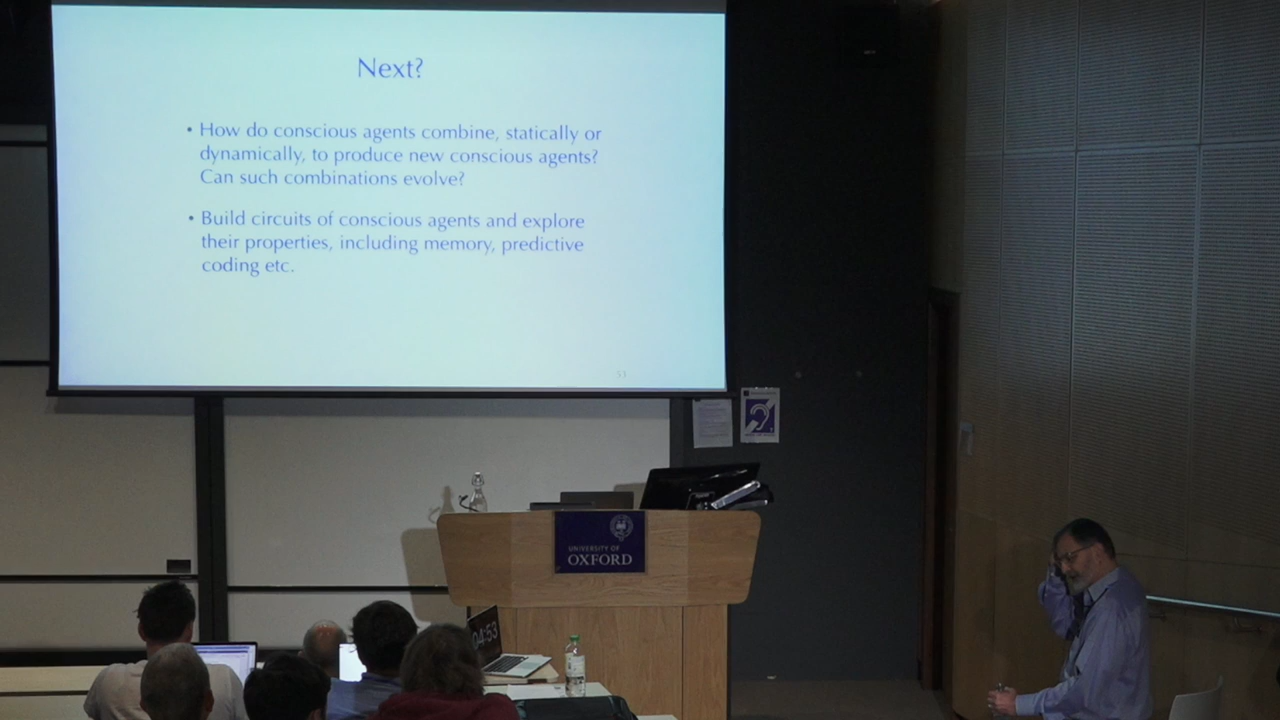 Next?
• How do conscious agents combine, statically or
dynamically, to produce new conscious agents?
Can such combinations evolve?
• Build circuits of conscious agents and explore
their properties, including memory, predictive
coding etc.
53
UNIVERSITY OF
OXFORD
04:53